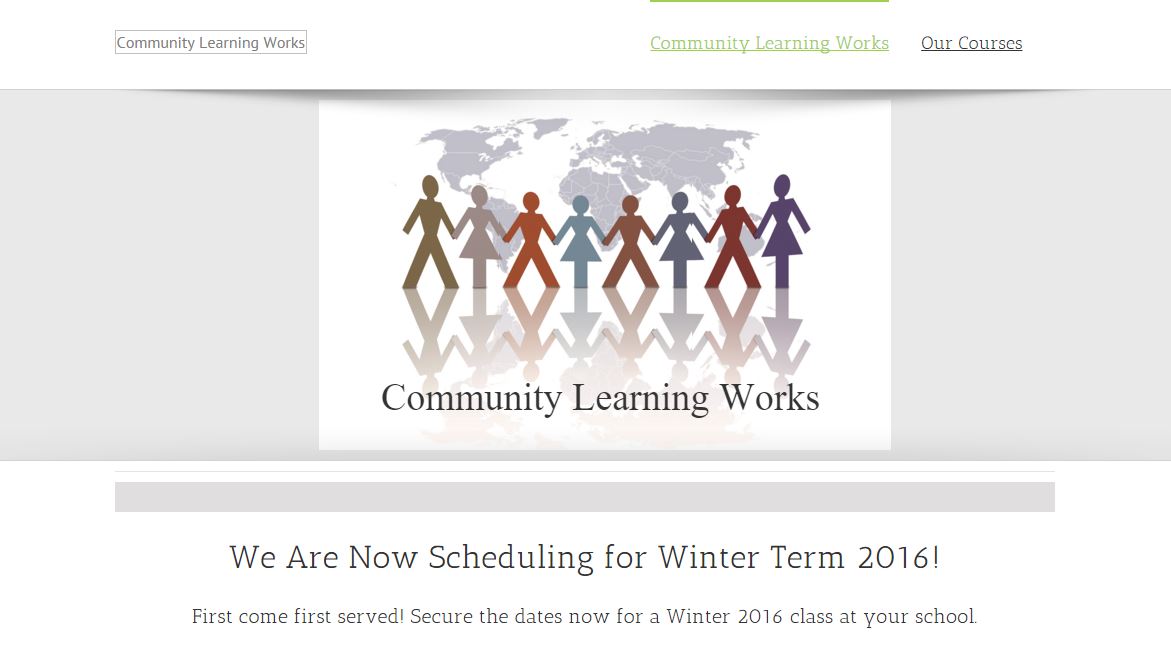 Community Learning Works
Community Learning Works Our Courses
Community Learning Works
We Are Now Scheduling for Winter Term 2016!
First come first served! Secure the dates now for a Winter 2016 class at your school.